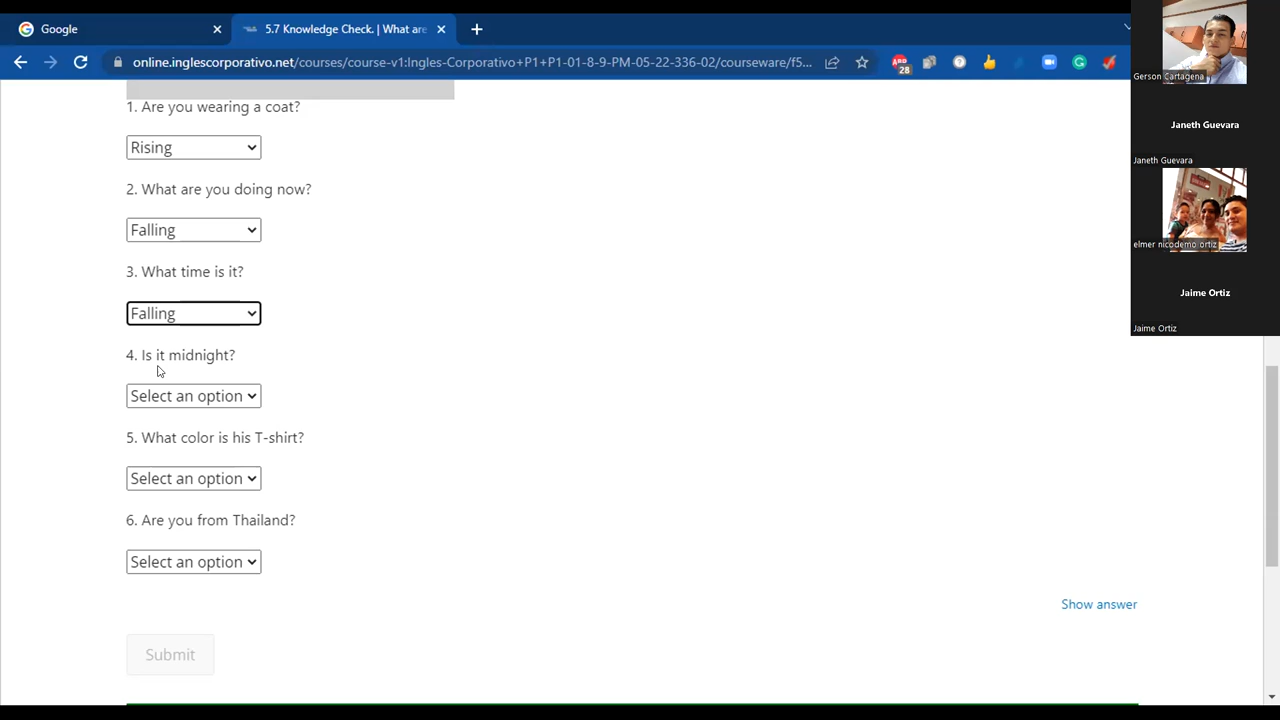 Google
5.7 Knowledge Check. | What are
online.inglescorporativo.net/courses/course-v1:Ingles-Corporativo+P1+P1-01-8-9-PM-05-22-336-02/courseware/f5...
ABP
28
1. Are you wearing a coat?
Rising
2. What are you doing now?
Falling
3. What time is it?
Falling
4. Is it midnight?
Select an option
5. What color is his T-shirt?
Select an option
6. Are you from Thailand?
Select an option
Show answer
Submit
Gerson Cartagena
Janeth Guevara
Janeth Guevara
elmer nicodemo ortiz
Jaime Ortiz
Jaime Ortiz